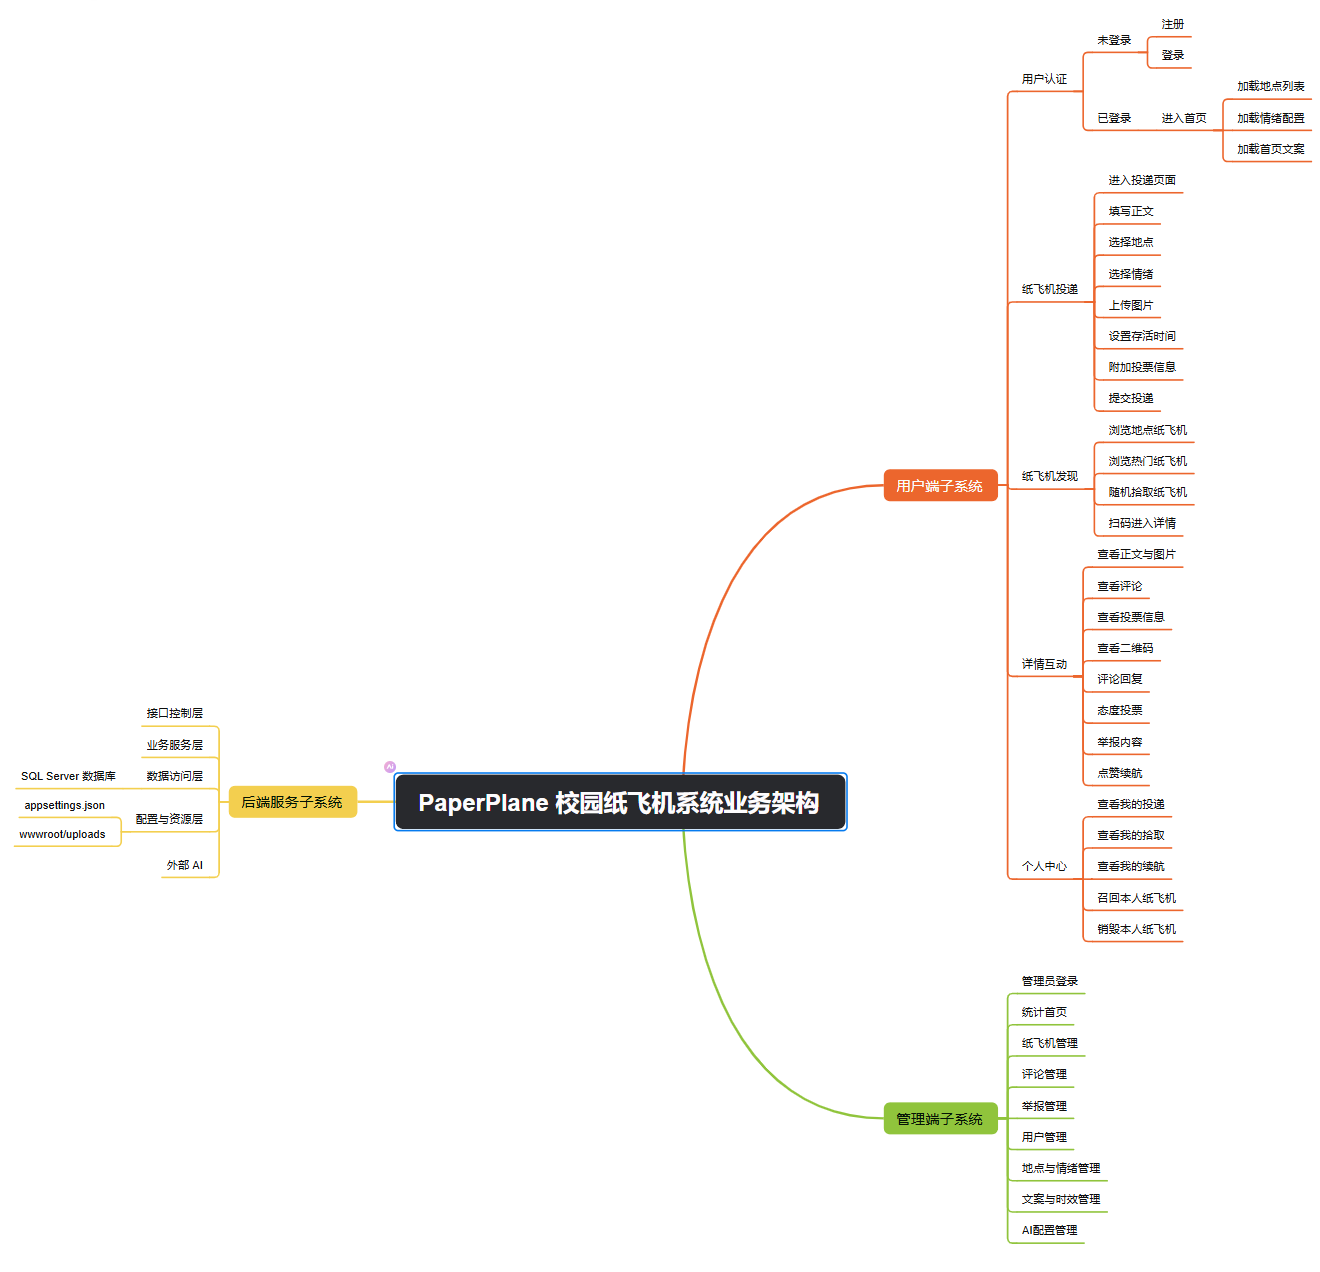 PaperPlane 校园纸飞机系统业务架构
AI
用户端子系统
用户认证
未登录
注册
登录
已登录
进入首页
加载地点列表
加载情绪配置
加载首页文案
纸飞机投递
进入投递页面
填写正文
选择地点
选择情绪
上传图片
设置存活时间
附加投票信息
提交投递
纸飞机发现
浏览地点纸飞机
浏览热门纸飞机
随机拾取纸飞机
扫码进入详情
详情互动
查看正文与图片
查看评论
查看投票信息
查看二维码
评论回复
态度投票
举报内容
点赞续航
个人中心
查看我的投递
查看我的拾取
查看我的续航
召回本人纸飞机
销毁本人纸飞机
管理端子系统
管理员登录
统计首页
纸飞机管理
评论管理
举报管理
用户管理
地点与情绪管理
文案与时效管理
AI配置管理
后端服务子系统
接口控制层
业务服务层
数据访问层
SQL Server 数据库
配置与资源层
appsettings.json
wwwroot/uploads
外部 AI